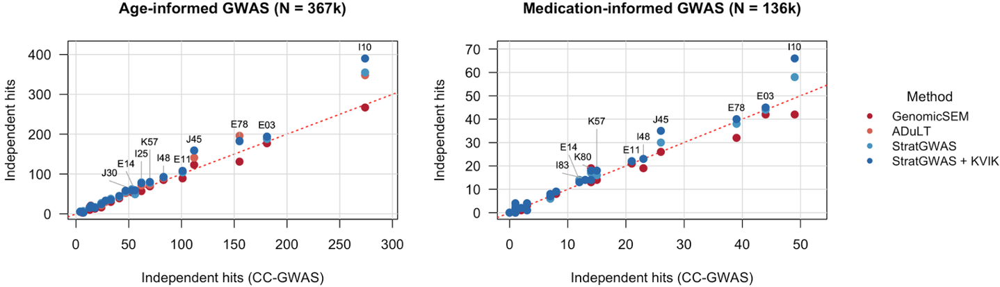 Age-informed GWAS (N = 367k)
Independent hits
400
300
200
100
0
I10
E78
E03
J45
K57
I25
I48
E11
E14
J30
0 50 100 150 200 250 300
Independent hits (CC-GWAS)
Medication-informed GWAS (N = 136k)
Independent hits
70
60
50
40
30
20
10
0
I10
E03
E78
K57
J45
I48
E14
E11
K80
I83
0 10 20 30 40 50
Independent hits (CC-GWAS)
Method
GenomicSEM
ADuLT
StratGWAS
StratGWAS + KVIK